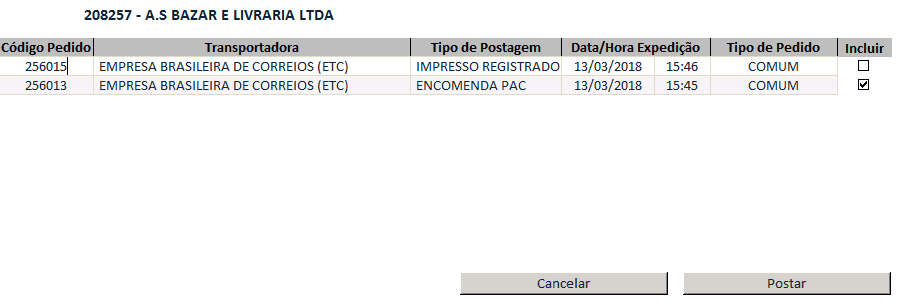 208257 - A.S BAZAR E LIVRARIA LTDA
Código Pedido Transportadora Tipo de Postagem Data/Hora Expedição Tipo de Pedido Incluir
256015 EMPRESA BRASILEIRA DE CORREIOS (ETC) IMPRESSO REGISTRADO 13/03/2018 15:46 COMUM
256013 EMPRESA BRASILEIRA DE CORREIOS (ETC) ENCOMENDA PAC 13/03/2018 15:45 COMUM
Cancelar Postar